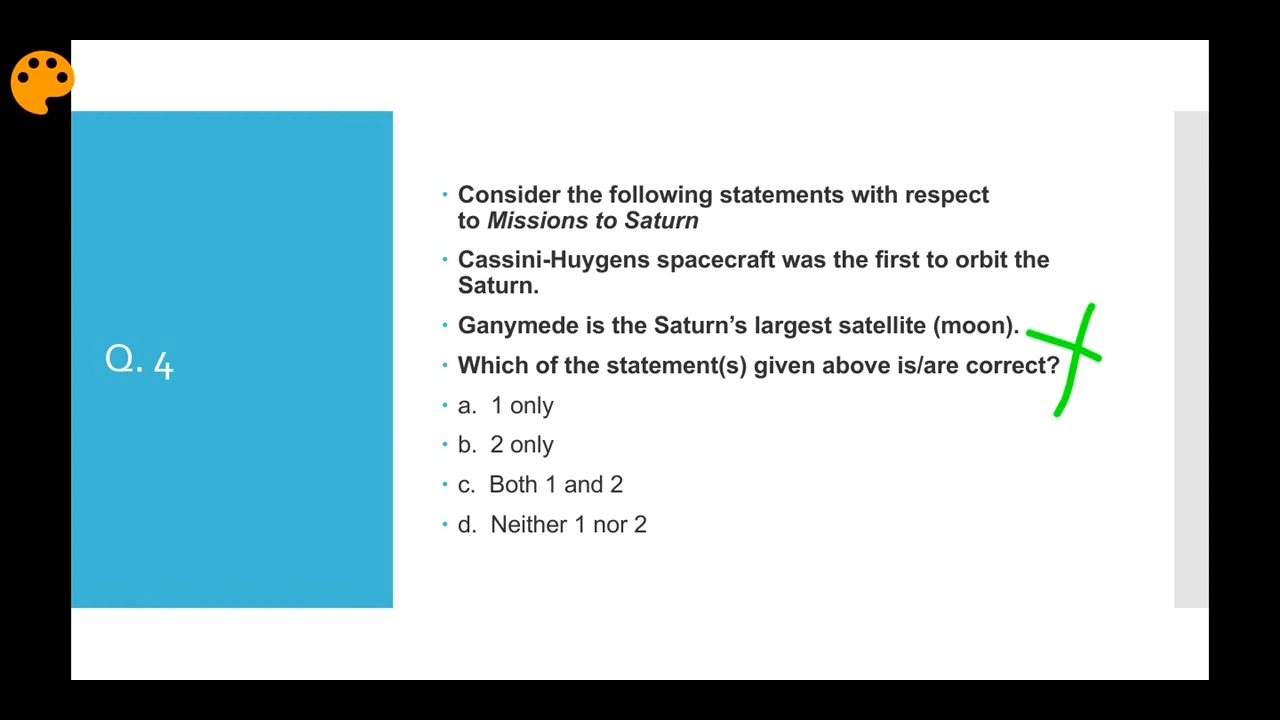 Q. 4
• Consider the following statements with respect
to Missions to Saturn
• Cassini-Huygens spacecraft was the first to orbit the
Saturn.
• Ganymede is the Saturn’s largest satellite (moon).
• Which of the statement(s) given above is/are correct?
• a. 1 only
• b. 2 only
• c. Both 1 and 2
• d. Neither 1 nor 2